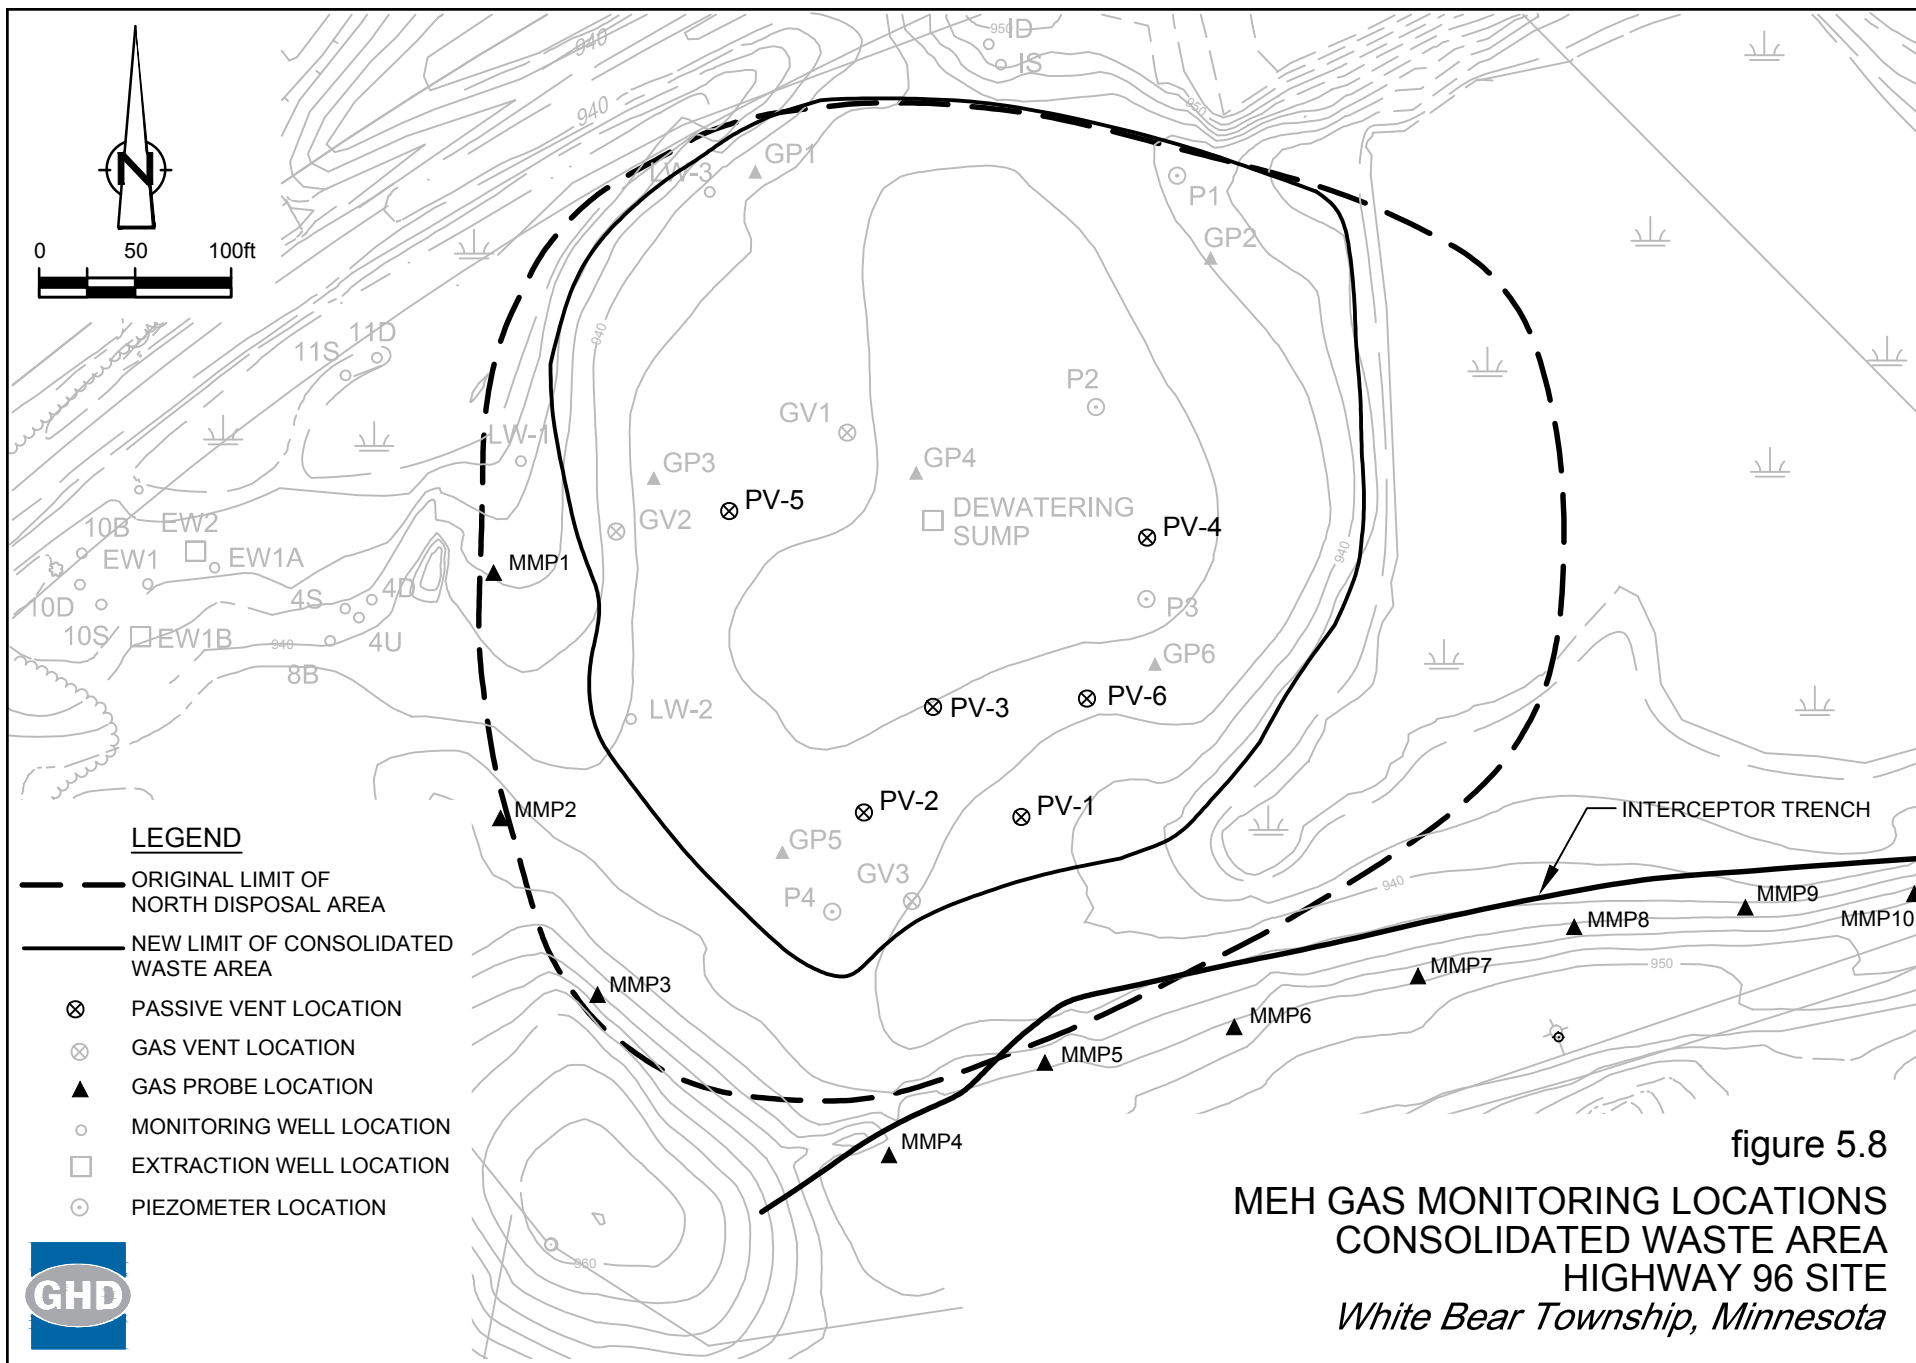 950
ID
IS
940
940
950
N
0 50 100ft
GP1
LW-3
P1
GP2
11D
11S
940
P2
GV1
LW-1
GP3
GP4
PV-5
DEWATERING
SUMP
GV2
PV-4
10B
EW2
EW1
EW1A
MMP1
940
4D
4S
10D
P3
10S
EW1B
940
4U
GP6
8B
LW-2
PV-3
PV-6
MMP2
PV-2
PV-1
INTERCEPTOR TRENCH
GP5
GV3
P4
940
MMP9
MMP8
MMP10
MMP7
950
MMP3
MMP6
MMP5
MMP4
960
LEGEND
ORIGINAL LIMIT OF
NORTH DISPOSAL AREA
NEW LIMIT OF CONSOLIDATED
WASTE AREA
PASSIVE VENT LOCATION
GAS VENT LOCATION
GAS PROBE LOCATION
MONITORING WELL LOCATION
EXTRACTION WELL LOCATION
PIEZOMETER LOCATION
GHD
figure 5.8
MEH GAS MONITORING LOCATIONS
CONSOLIDATED WASTE AREA
HIGHWAY 96 SITE
White Bear Township, Minnesota